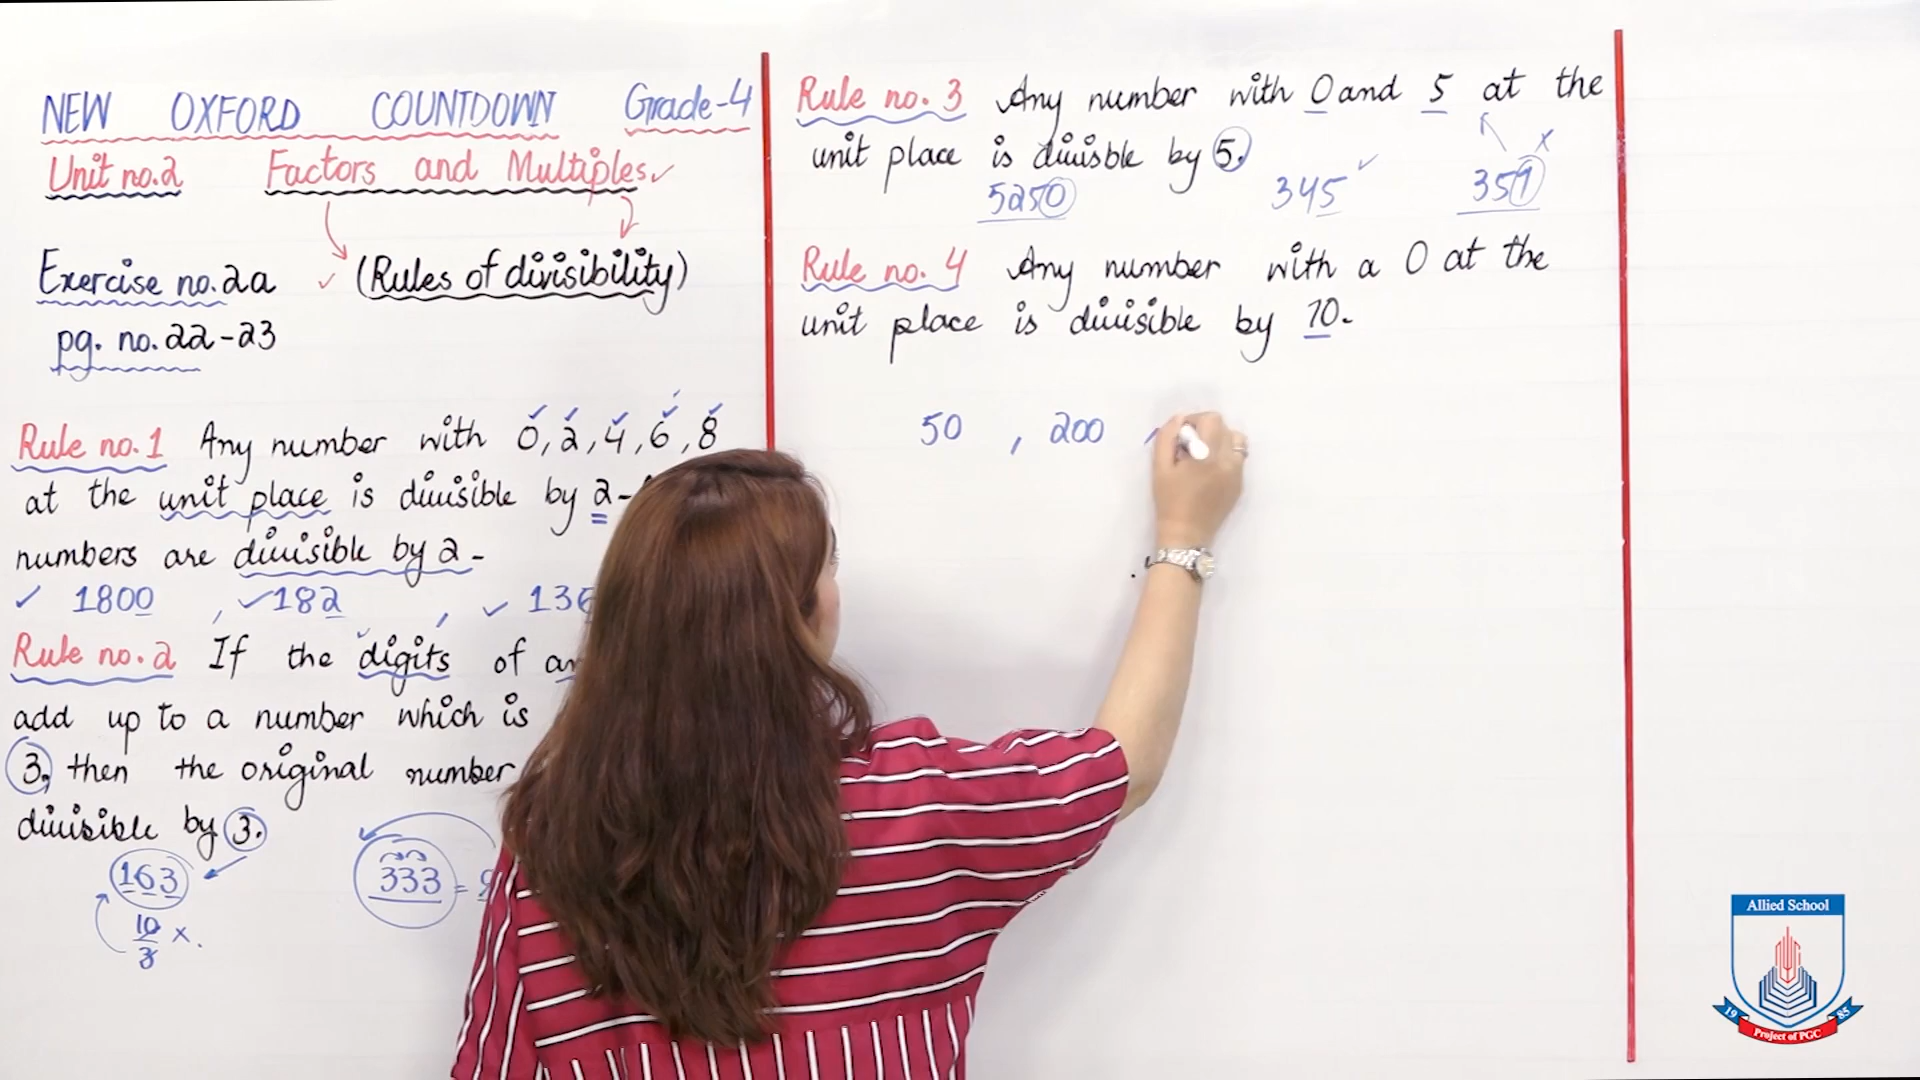 NEW OXFORD COUNTDOWN Grade-4
Unit no.2 Factors and Multiples
Exercise no.2a (Rules of divisibility)
pg. no.22-23
Rule no.1 Any number with 0,2,4,6,8
at the unit place is divisible by 2-
numbers are divisible by 2-
1800 , 182 , 136
Rule no.2 If the digits of
add up to a number which is
3, then the original number
divisible by 3.
163 333 =
10
3 x.
Rule no. 3 Any number with 0 and 5 at the
unit place is divisble by 5.
5250 345 351 x
Rule no. 4 Any number with a 0 at the
unit place is divisible by 10.
50 , 200 ,
Allied School
19 85
Project of PGC